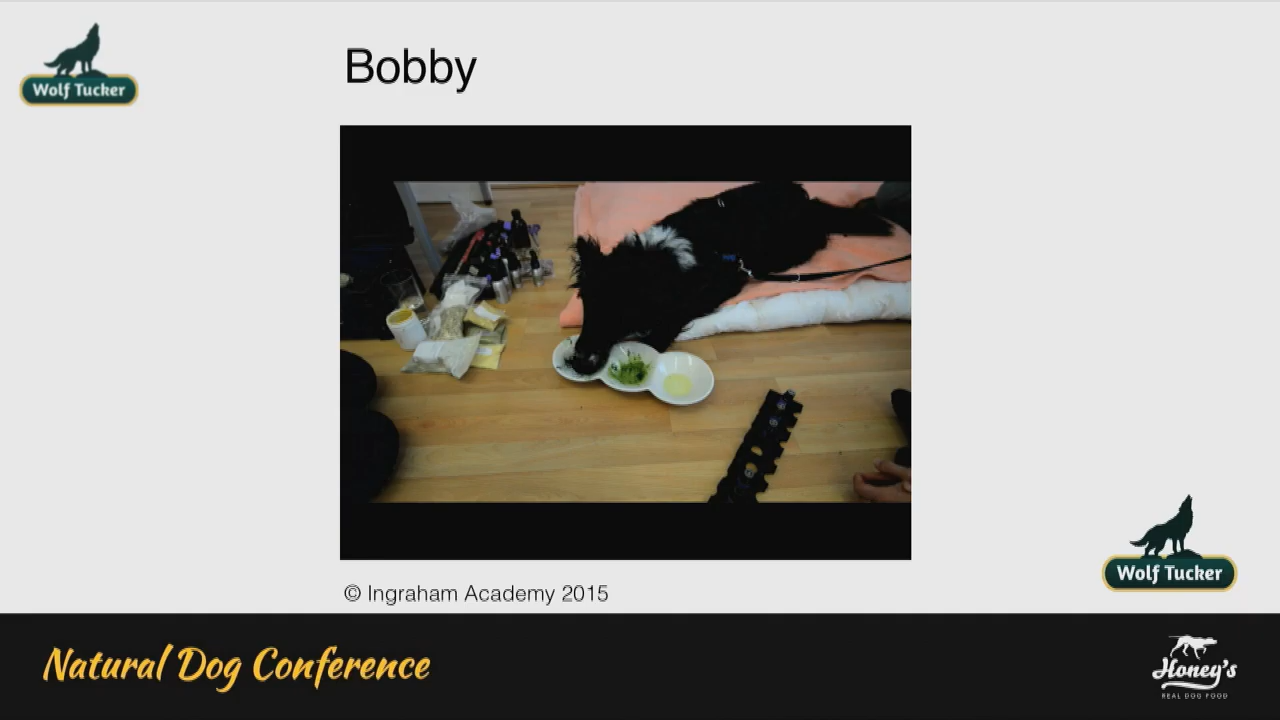 Wolf Tucker
Bobby
© Ingraham Academy 2015
Wolf Tucker
Natural Dog Conference
Honey's
REAL DOG FOOD